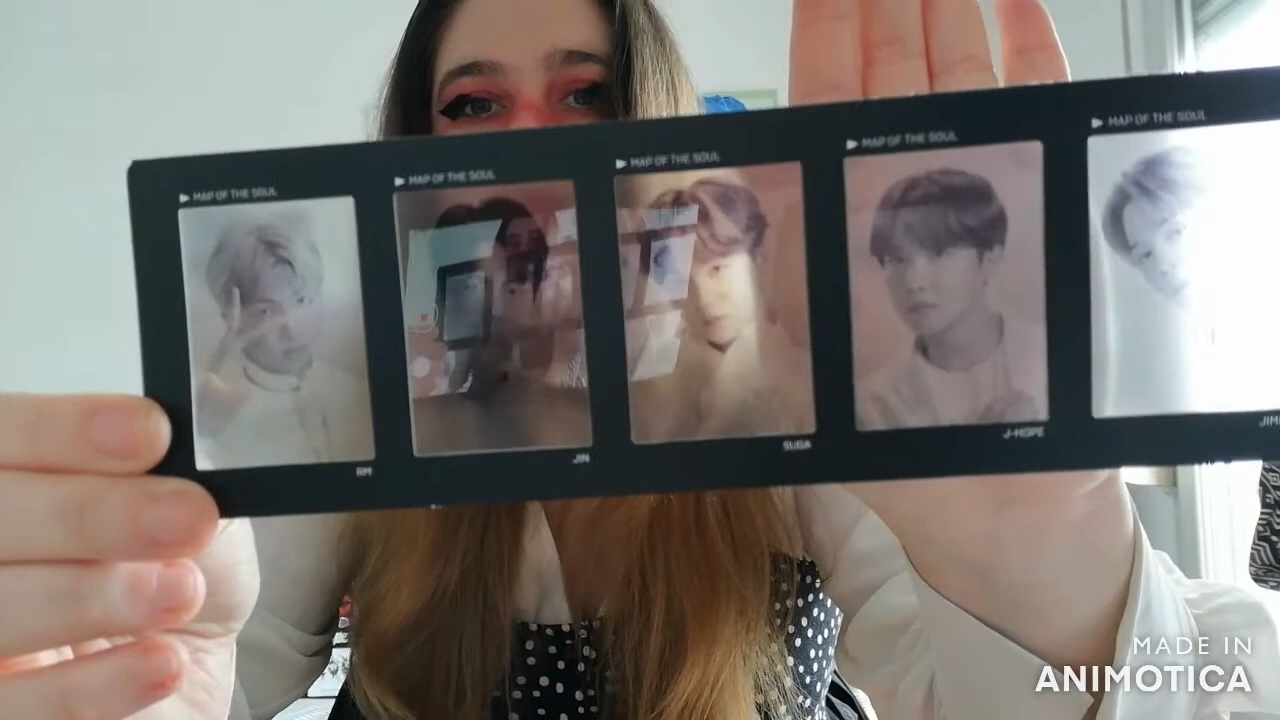 MAP OF THE SOUL
MAP OF THE SOUL
MAP OF THE SOUL
MAP OF THE SOUL
MAP OF THE SOUL
RM
JIN
SUGA
J-HOPE
MADE IN
ANIMOTICA